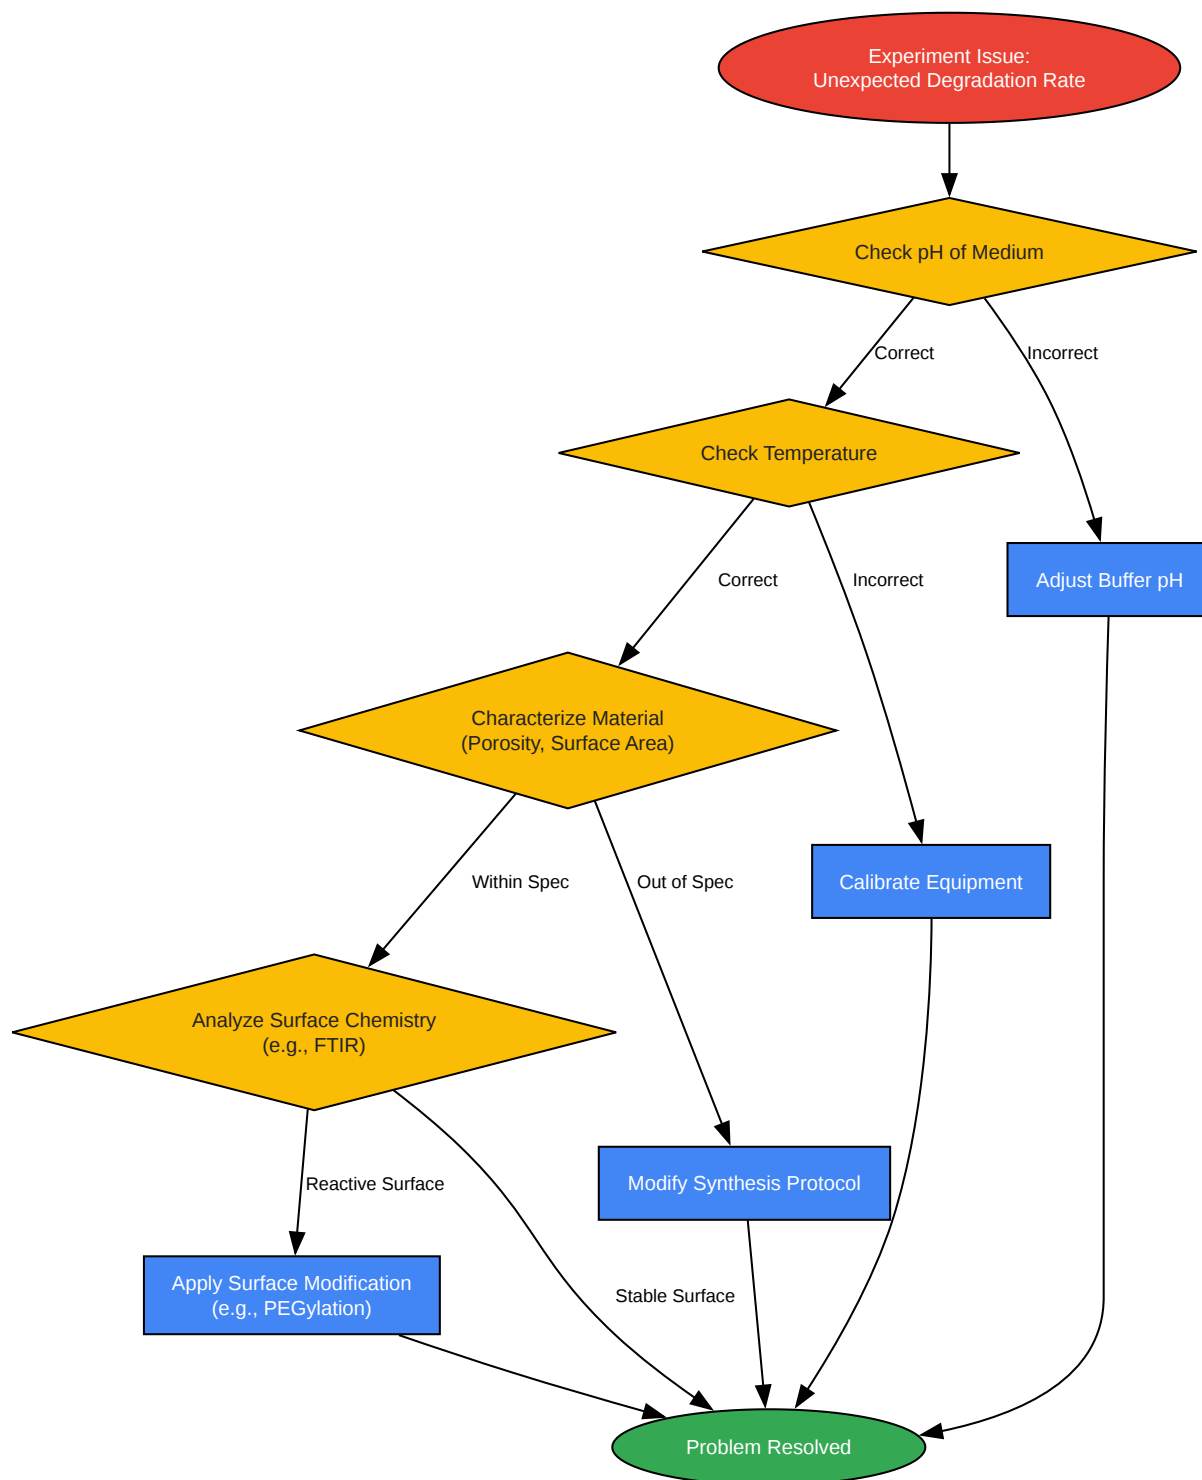 Experiment Issue:
Unexpected Degradation Rate
Check pH of Medium
Correct
Incorrect
Check Temperature
Correct
Incorrect
Adjust Buffer pH
Characterize Material
(Porosity, Surface Area)
Within Spec
Out of Spec
Calibrate Equipment
Analyze Surface Chemistry
(e.g., FTIR)
Reactive Surface
Modify Synthesis Protocol
Apply Surface Modification
(e.g., PEGylation)
Stable Surface
Problem Resolved